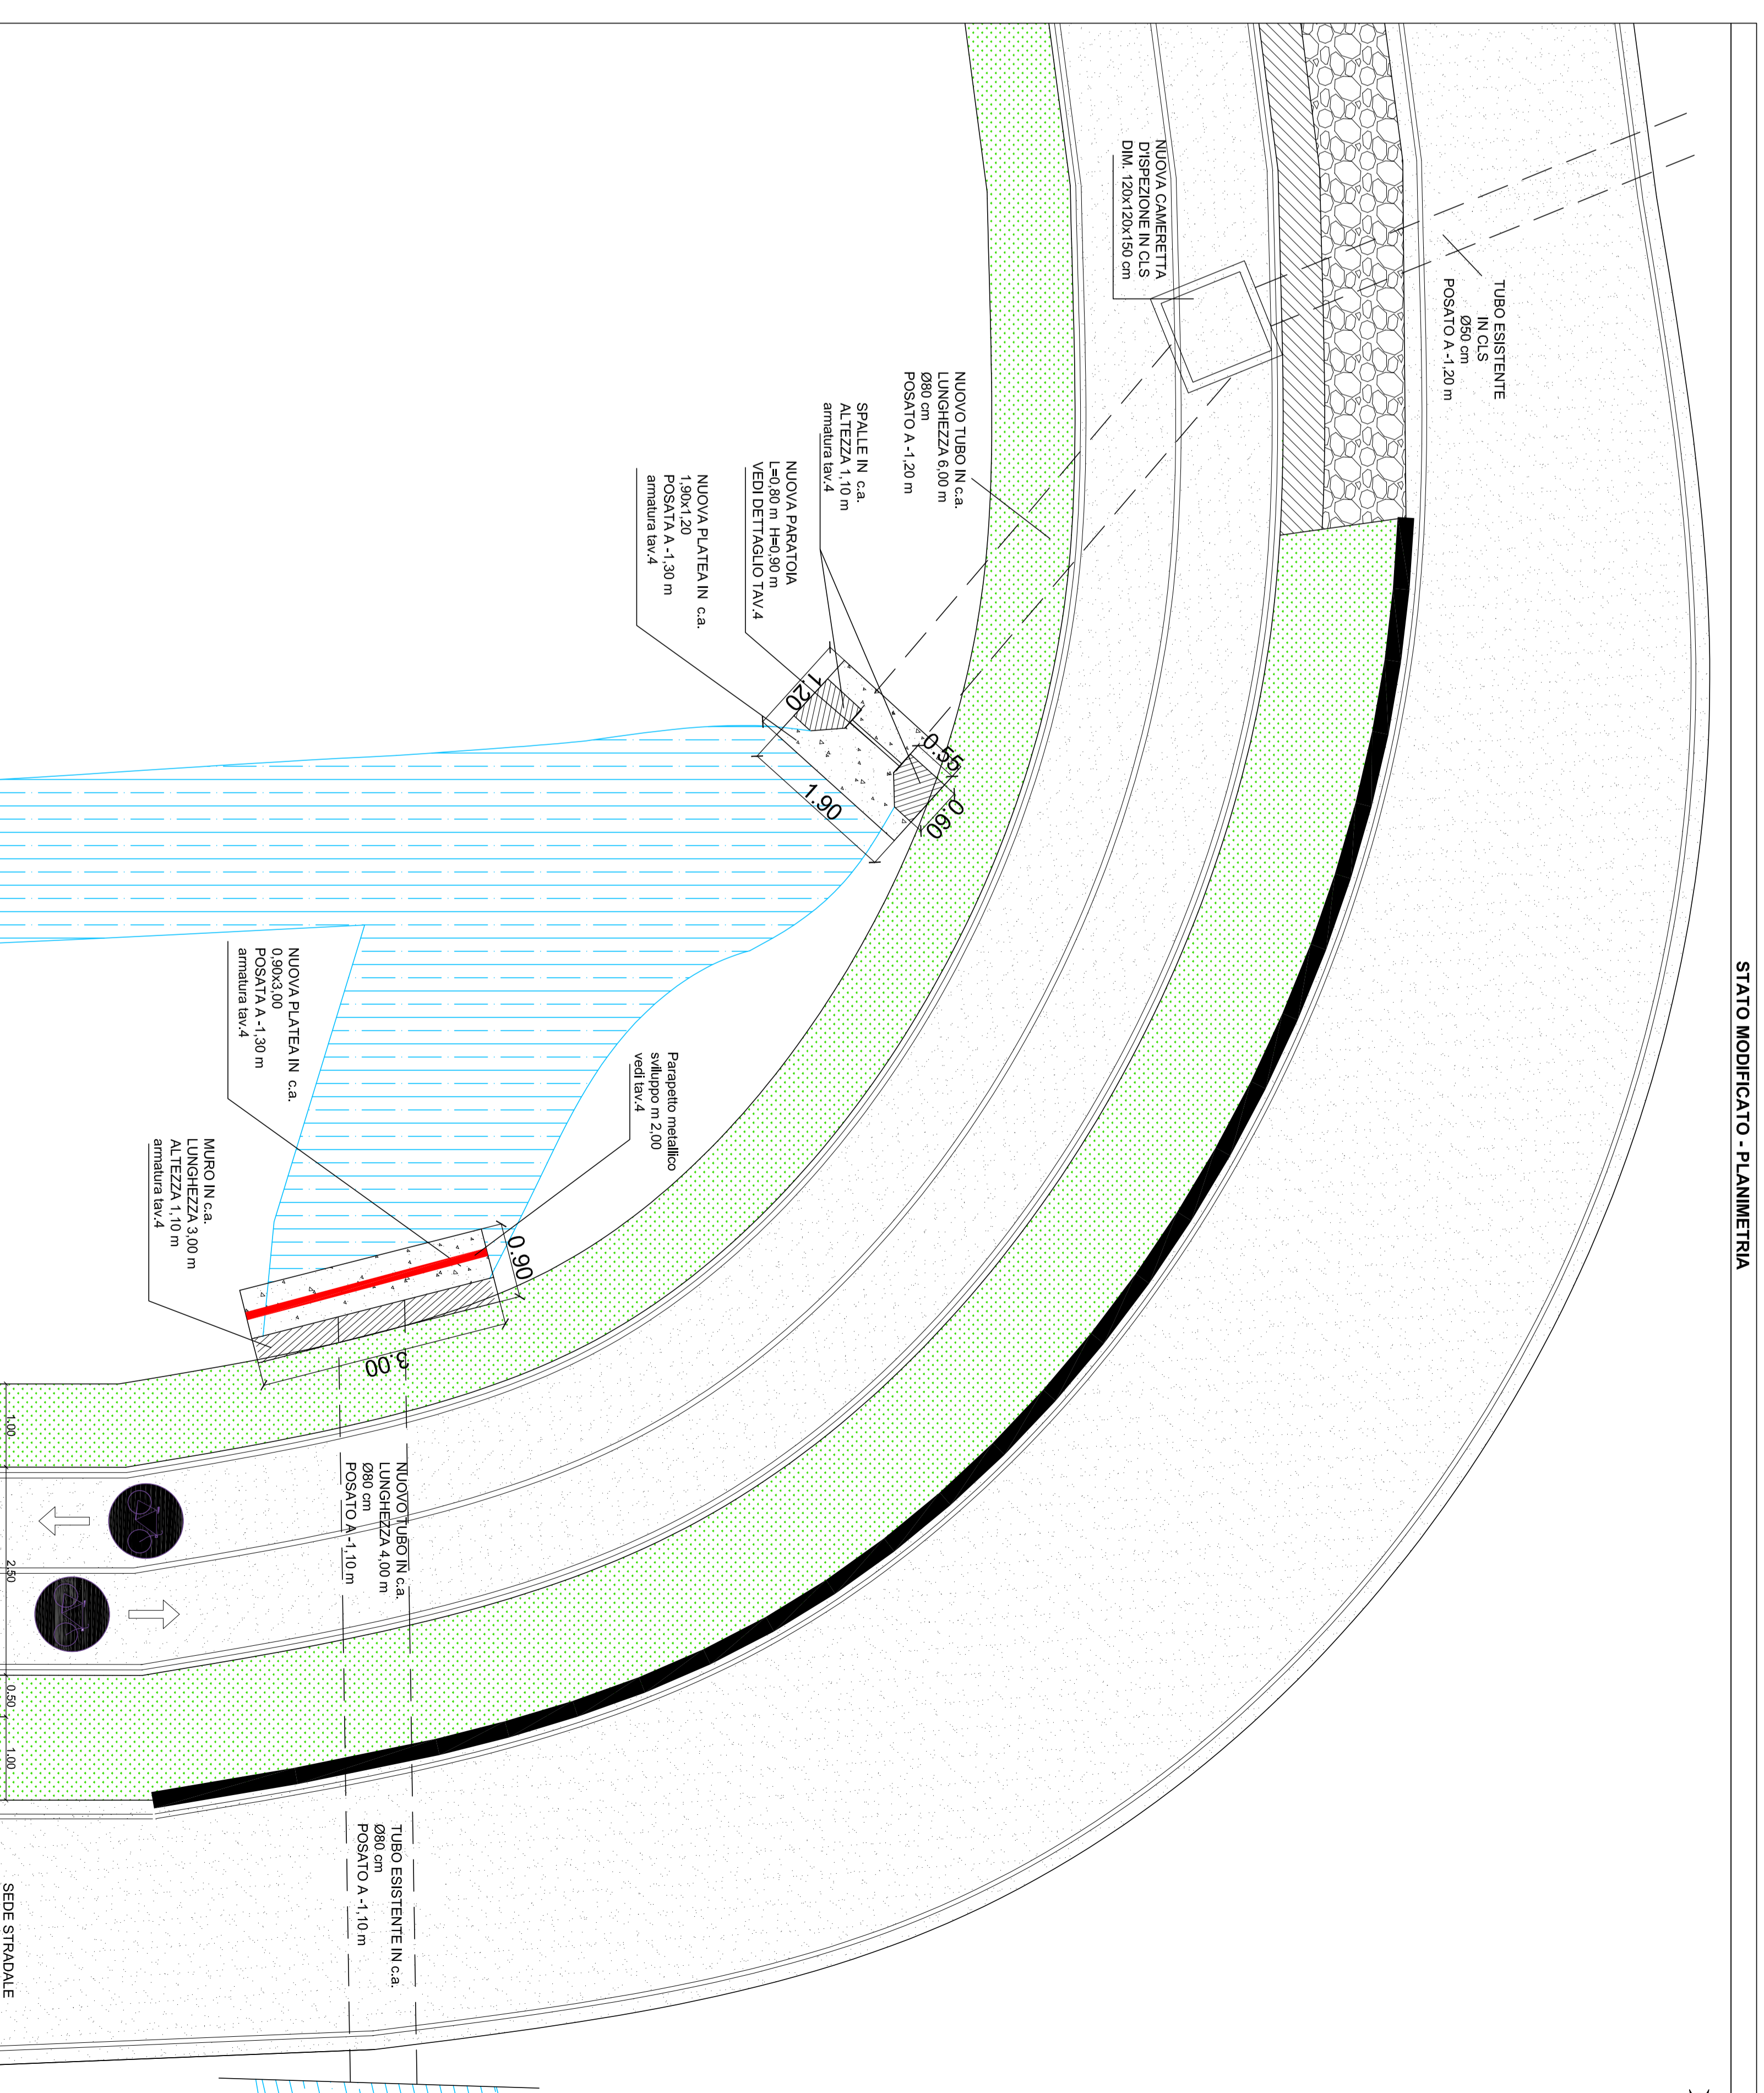 STATO MODIFICATO - PLANIMETRIA
TUBO ESISTENTE
IN CLS
Ø50 cm
POSATO A -1,20 m
NUOVA CAMERETTA
D'ISPEZIONE IN CLS
DIM. 120x120x150 cm
NUOVO TUBO IN c.a.
LUNGHEZZA 6,00 m
Ø80 cm
POSATO A -1,20 m
SPALLE IN c.a.
ALTEZZA 1,10 m
armatura tav.4
NUOVA PARATOIA
L=0,80 m H=0,90 m
VEDI DETTAGLIO TAV.4
NUOVA PLATEA IN c.a.
1,90x1,20
POSATA A -1,30 m
armatura tav.4
1.20
0.55
0.60
1.90
Parapetto metallico
sviluppo m 2,00
vedi tav.4
NUOVA PLATEA IN c.a.
0,90x3,00
POSATA A -1,30 m
armatura tav.4
MURO IN c.a.
LUNGHEZZA 3,00 m
ALTEZZA 1,10 m
armatura tav.4
0.90
3.00
NUOVO TUBO IN c.a.
LUNGHEZZA 4,00 m
Ø80 cm
POSATO A -1,10 m
TUBO ESISTENTE IN c.a.
Ø80 cm
POSATO A -1,10 m
1.00
2.50
0.50
1.00
SEDE STRADALE